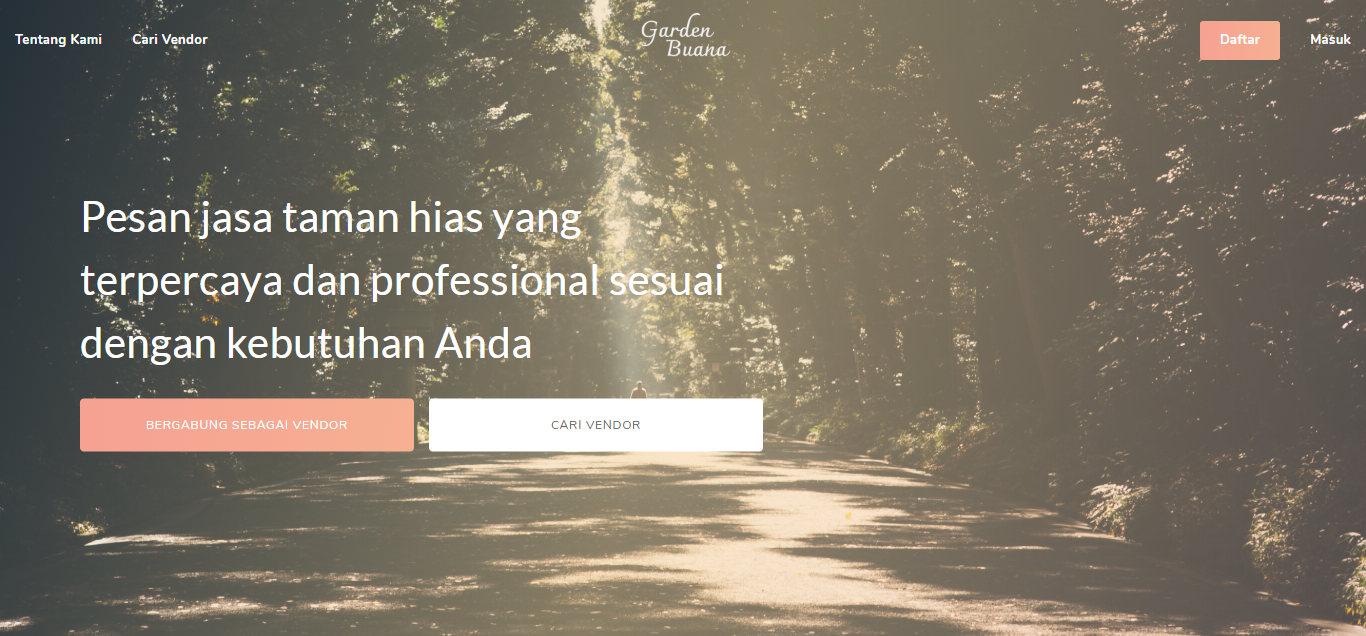 Tentang Kami
Cari Vendor
Garden
Buana
Daftar
Masuk
Pesan jasa taman hias yang
terpercaya dan professional sesuai
dengan kebutuhan Anda
BERGABUNG SEBAGAI VENDOR
CARI VENDOR